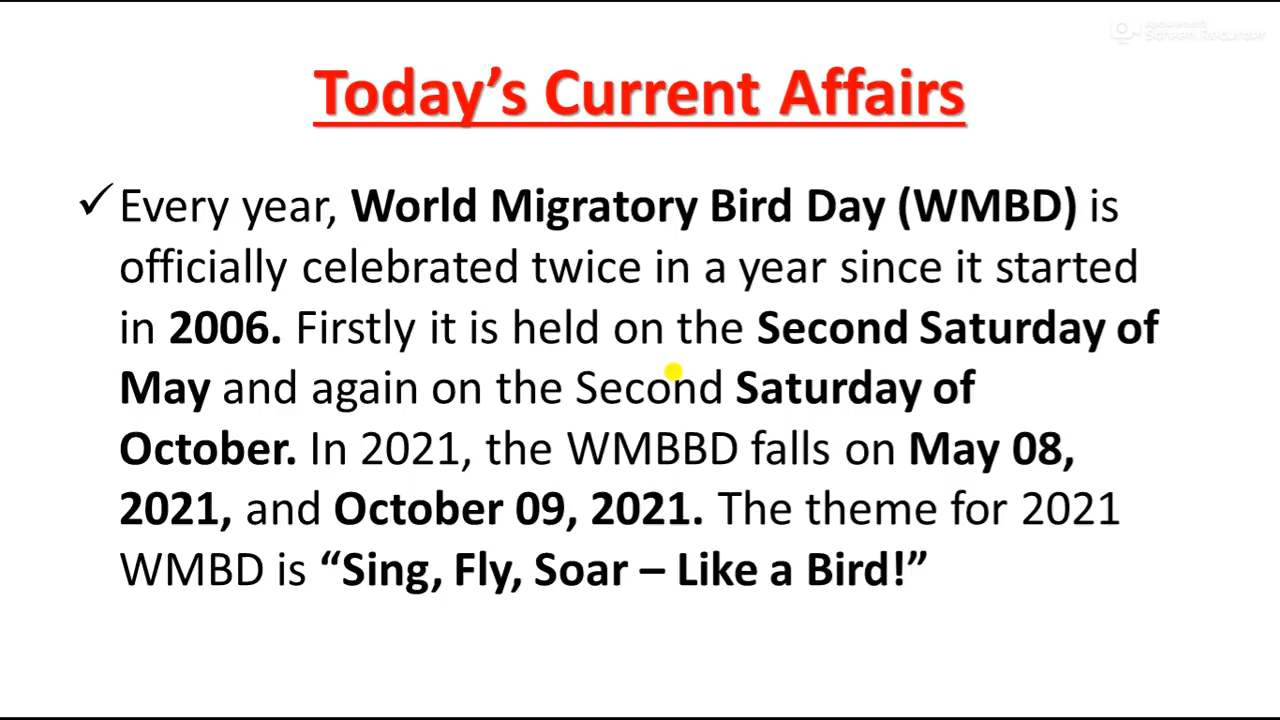 Screen Recorder
Today’s Current Affairs
✓Every year, World Migratory Bird Day (WMBD) is
officially celebrated twice in a year since it started
in 2006. Firstly it is held on the Second Saturday of
May and again on the Second Saturday of
October. In 2021, the WMBBD falls on May 08,
2021, and October 09, 2021. The theme for 2021
WMBD is “Sing, Fly, Soar – Like a Bird!”